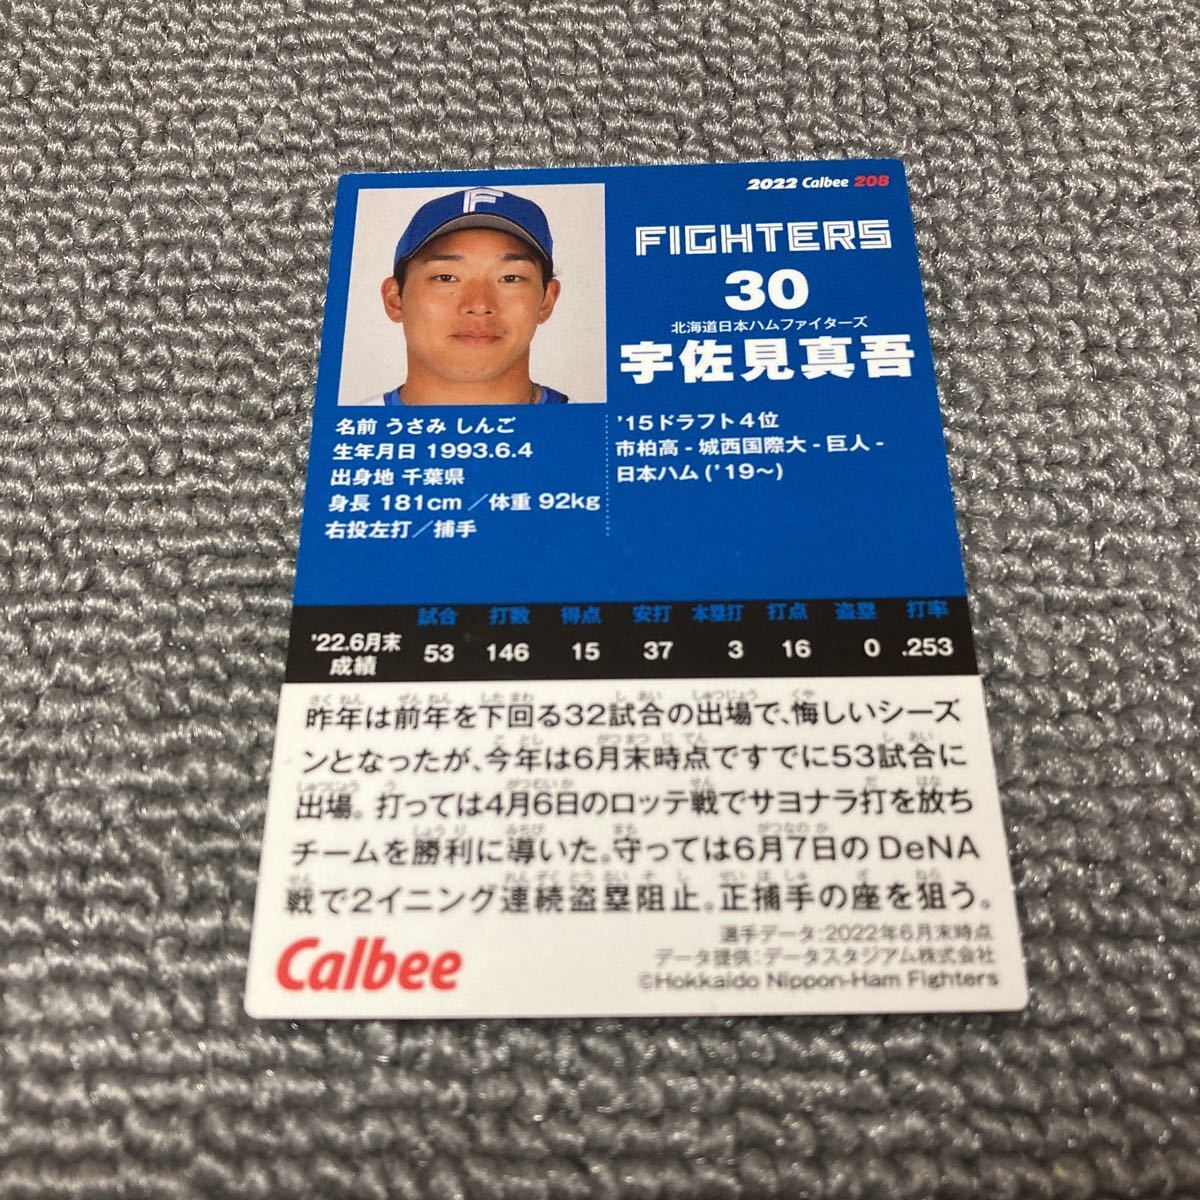 2022 Calbee 208
F
FIGHTERS
30
北海道日本ハムファイターズ
宇佐見真吾
名前 うさみ しんご
生年月日 1993.6.4
出身地 千葉県
身長 181cm ／体重 92kg
右投左打／捕手
'15ドラフト4位
市柏高 - 城西国際大 - 巨人 -
日本ハム ('19〜)
試合 打数 得点 安打 本塁打 打点 盗塁 打率
'22.6月末成績 53 146 15 37 3 16 0 .253
昨年は前年を下回る32試合の出場で、悔しいシーズ
ンとなったが、今年は6月末時点ですでに53試合に
出場。打っては4月6日のロッテ戦でサヨナラ打を放ち
チームを勝利に導いた。守っては6月7日のDeNA
戦で2イニング連続盗塁阻止。正捕手の座を狙う。
選手データ:2022年6月末時点
データ提供:データスタジアム株式会社
©Hokkaido Nippon-Ham Fighters
Calbee